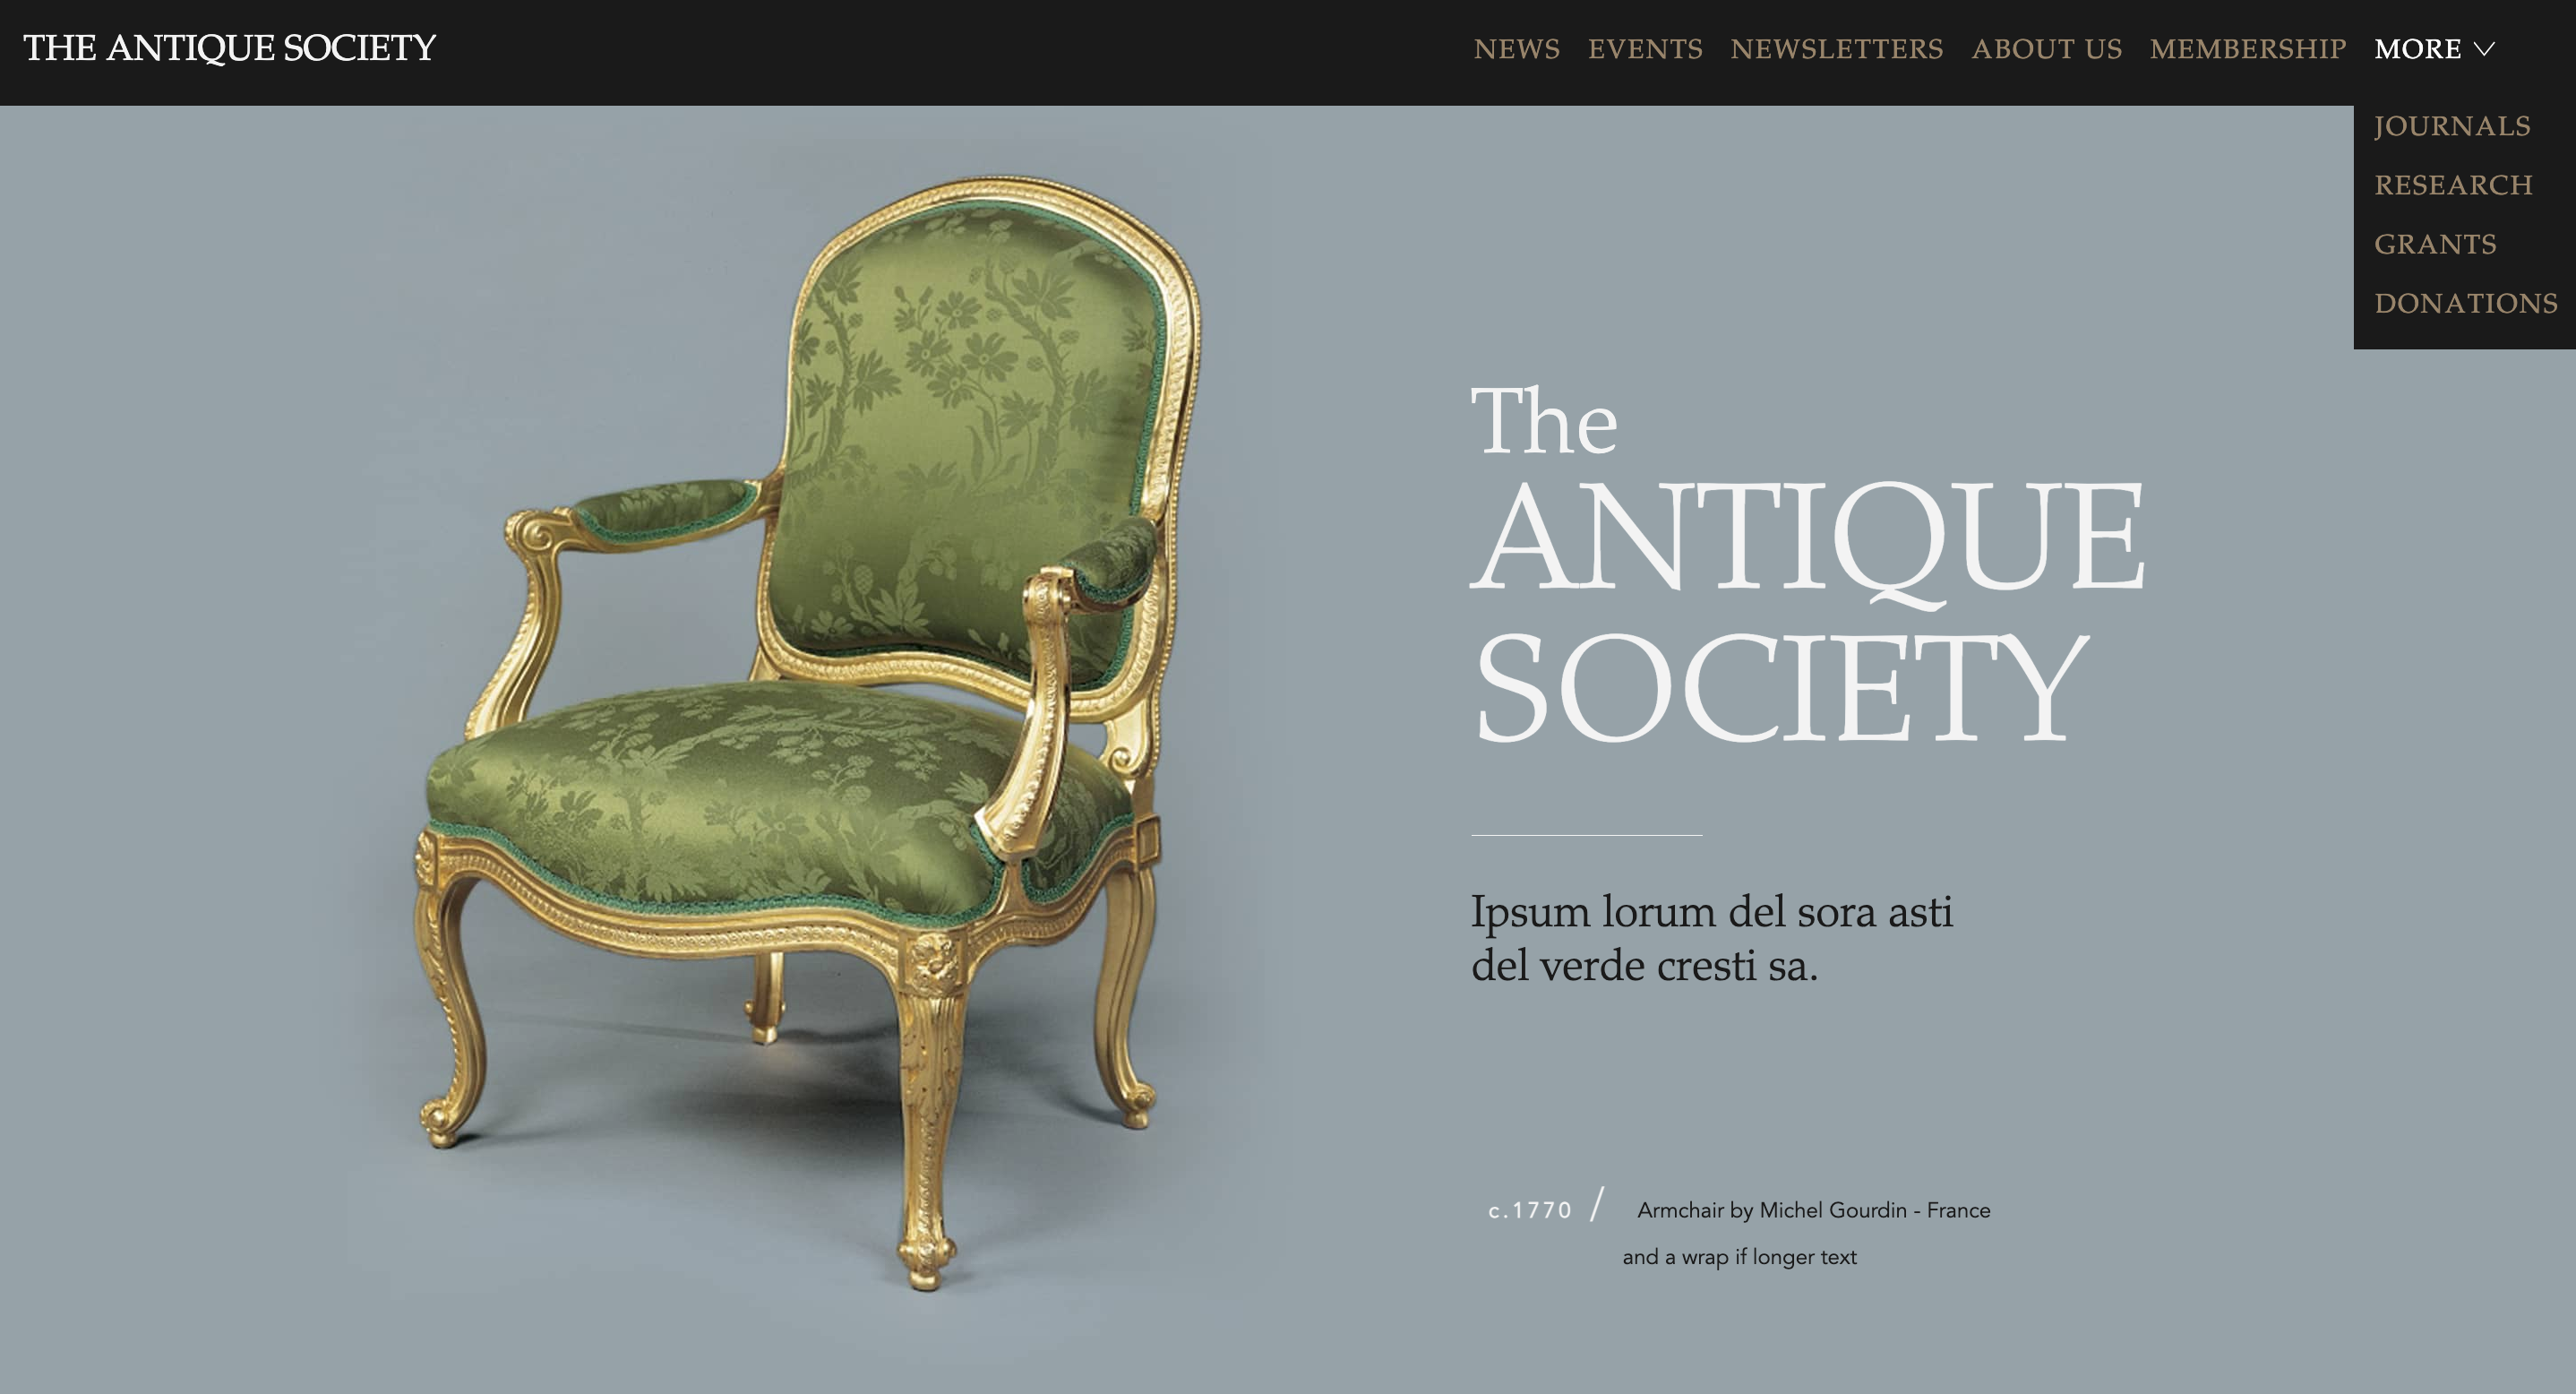 THE ANTIQUE SOCIETY
NEWS EVENTS NEWSLETTERS ABOUT US MEMBERSHIP MORE
JOURNALS
RESEARCH
GRANTS
DONATIONS
The
ANTIQUE
SOCIETY
Ipsum lorum del sora asti
del verde cresti sa.
c.1770 / Armchair by Michel Gourdin - France
and a wrap if longer text